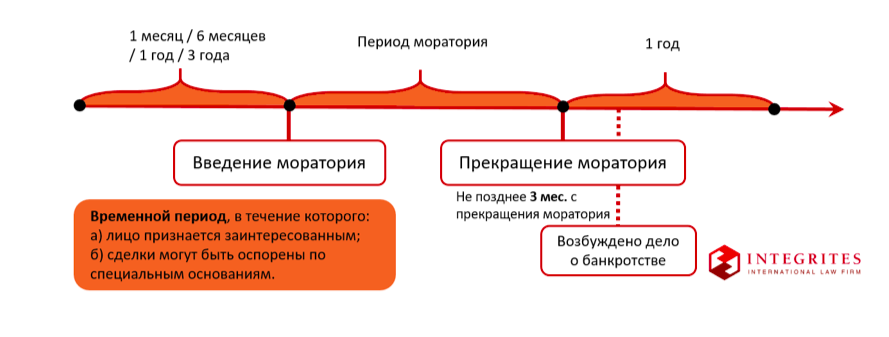 1 месяц / 6 месяцев
/ 1 год / 3 года
Период моратория
1 год
Введение моратория
Прекращение моратория
Временной период, в течение которого:
а) лицо признается заинтересованным;
б) сделки могут быть оспорены по
специальным основаниям.
Не позднее 3 мес. с
прекращения моратория
Возбуждено дело
о банкротстве
INTEGRITES
INTERNATIONAL LAW FIRM